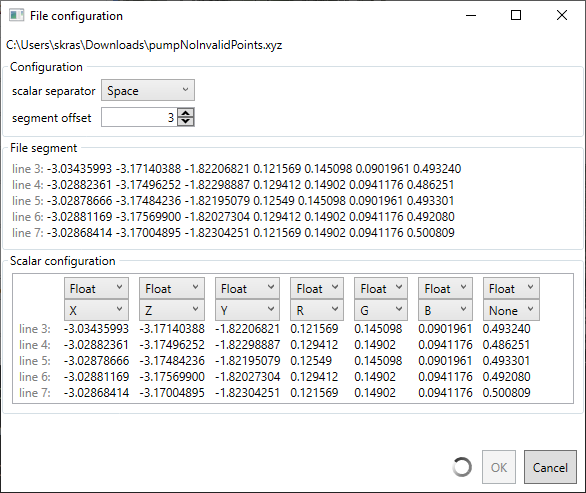 File configuration
C:\Users\skras\Downloads\pumpNoInvalidPoints.xyz
Configuration
scalar separator Space
segment offset 3
File segment
line 3: -3.03435993 -3.17140388 -1.82206821 0.121569 0.145098 0.0901961 0.493240
line 4: -3.02882361 -3.17496252 -1.82298887 0.129412 0.14902 0.0941176 0.486251
line 5: -3.02878666 -3.17484236 -1.82195079 0.12549 0.145098 0.0901961 0.493301
line 6: -3.02881169 -3.17569900 -1.82027304 0.129412 0.14902 0.0941176 0.492080
line 7: -3.02868414 -3.17004895 -1.82304251 0.121569 0.14902 0.0941176 0.500809
Scalar configuration
Float Float Float Float Float Float Float
X Z Y R G B None
line 3: -3.03435993 -3.17140388 -1.82206821 0.121569 0.145098 0.0901961 0.493240
line 4: -3.02882361 -3.17496252 -1.82298887 0.129412 0.14902 0.0941176 0.486251
line 5: -3.02878666 -3.17484236 -1.82195079 0.12549 0.145098 0.0901961 0.493301
line 6: -3.02881169 -3.17569900 -1.82027304 0.129412 0.14902 0.0941176 0.492080
line 7: -3.02868414 -3.17004895 -1.82304251 0.121569 0.14902 0.0941176 0.500809
OK Cancel